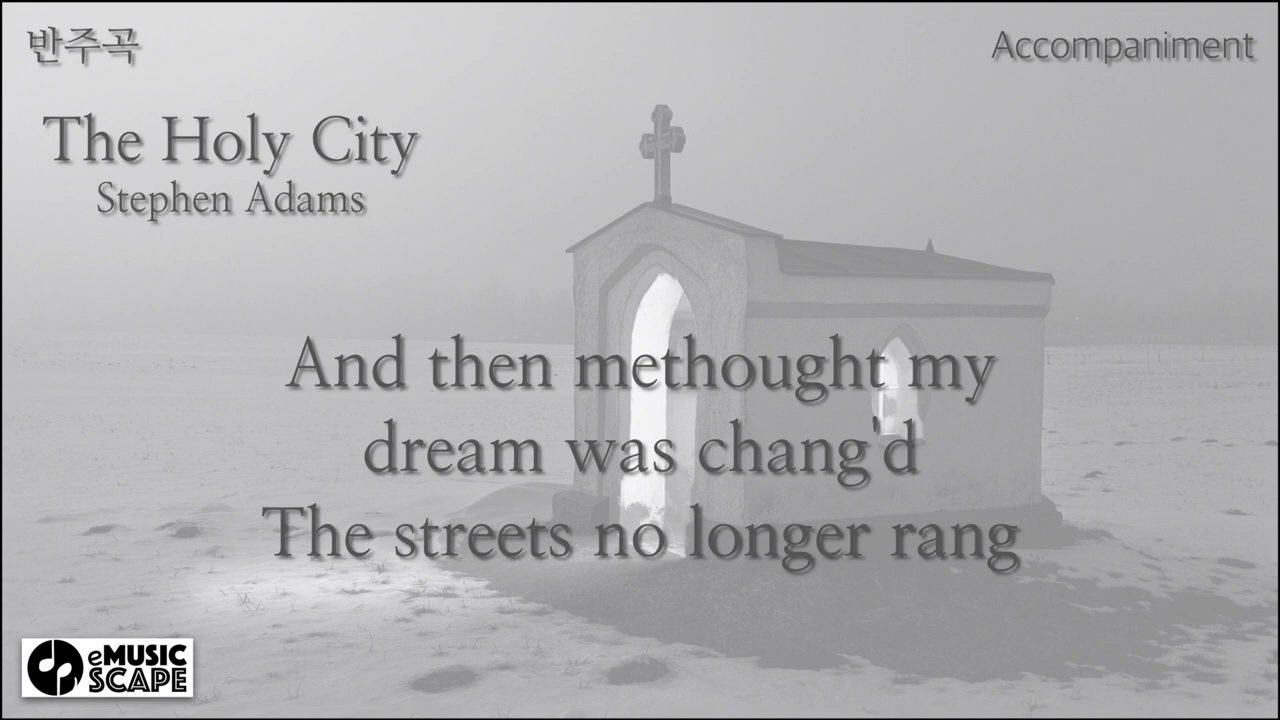 반주곡
Accompaniment
The Holy City
Stephen Adams
And then methought my
dream was chang'd
The streets no longer rang
eMUSIC
SCAPE